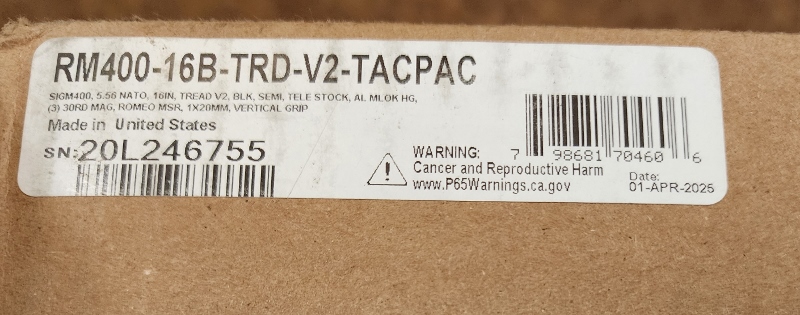 RM400-16B-TRD-V2-TACPAC
SIGM400, 5.56 NATO, 16IN, TREAD V2, BLK, SEMI, TELE STOCK, AL MLOK HG,
(3) 30RD MAG, ROMEO MSR, 1X20MM, VERTICAL GRIP
Made in United States
SN:20L246755
WARNING:
Cancer and Reproductive Harm
www.P65Warnings.ca.gov
7 98681 70460 6
Date:
01-APR-2025